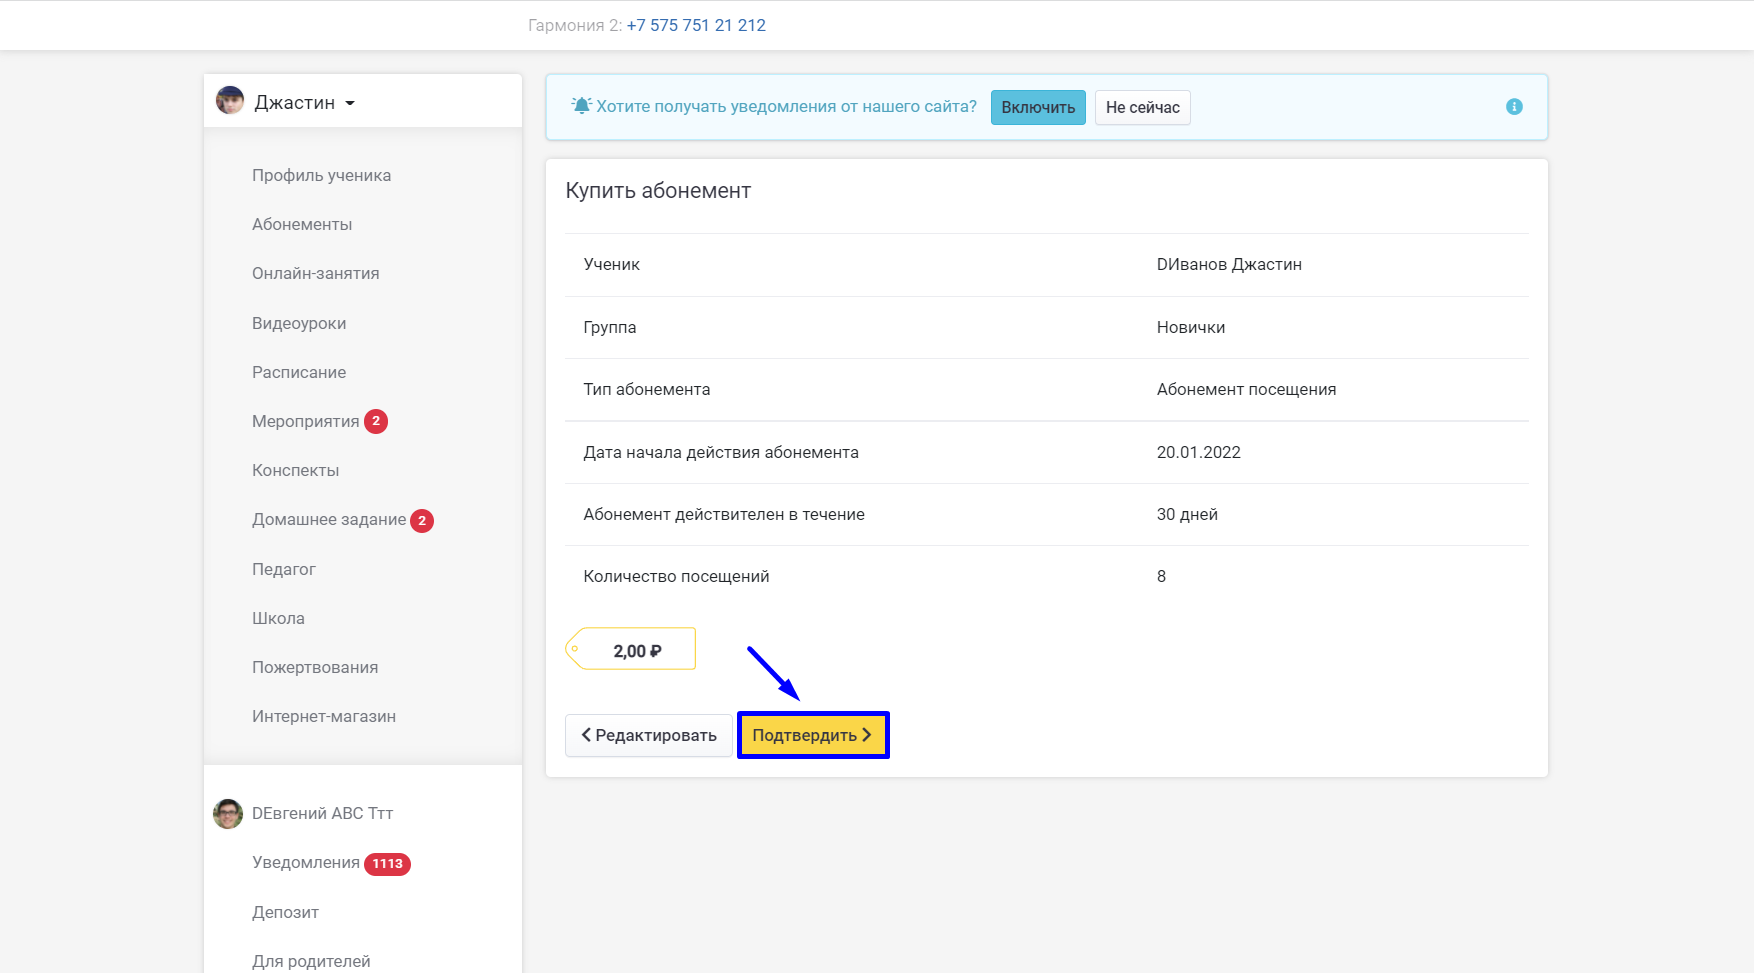 Гармония 2: +7 575 751 21 212
Джастин
Профиль ученика
Абонементы
Онлайн-занятия
Видеоуроки
Расписание
Мероприятия 2
Конспекты
Домашнее задание 2
Педагог
Школа
Пожертвования
Интернет-магазин
DЕвгений АВС Ттт
Уведомления 1113
Депозит
Для родителей
Хотите получать уведомления от нашего сайта? Включить Не сейчас
Купить абонемент
Ученик DИванов Джастин
Группа Новички
Тип абонемента Абонемент посещения
Дата начала действия абонемента 20.01.2022
Абонемент действителен в течение 30 дней
Количество посещений 8
2,00 ₽
Редактировать Подтвердить